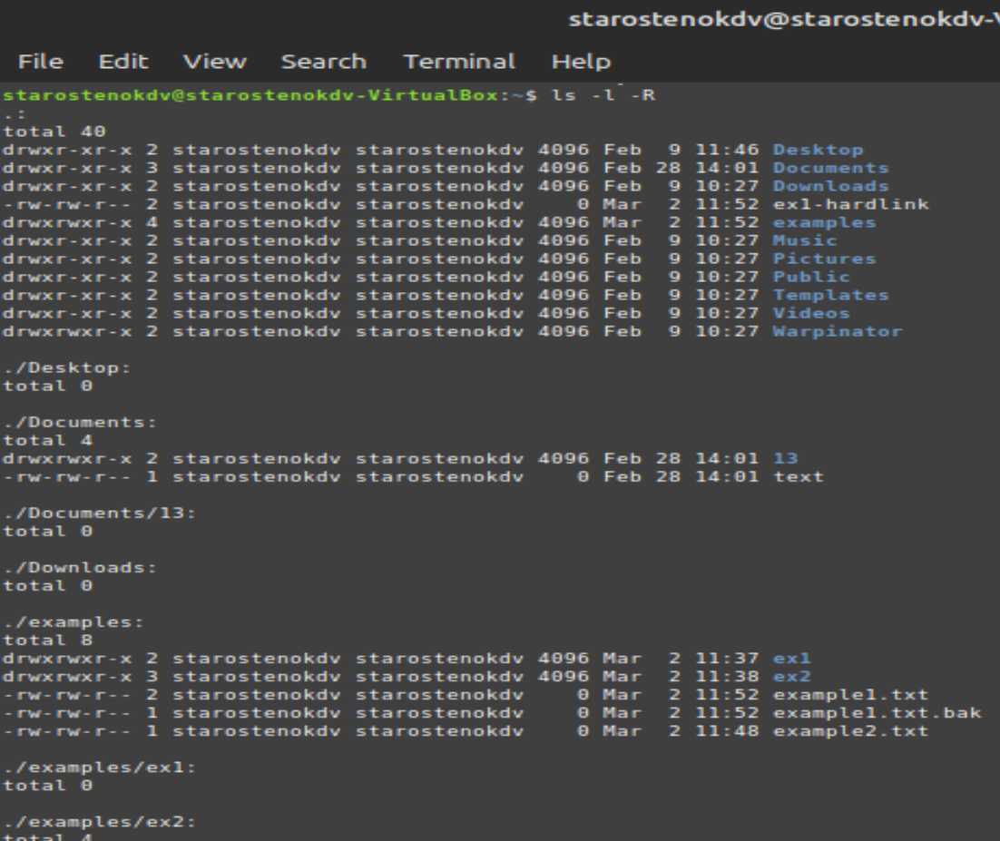 starostenokdv@starostenokdv-V
File Edit View Search Terminal Help
starostenokdv@starostenokdv-VirtualBox:~$ ls -l -R
.:
total 40
drwxr-xr-x 2 starostenokdv starostenokdv 4096 Feb  9 11:46 Desktop
drwxr-xr-x 3 starostenokdv starostenokdv 4096 Feb 28 14:01 Documents
drwxr-xr-x 2 starostenokdv starostenokdv 4096 Feb  9 10:27 Downloads
-rw-rw-r-- 2 starostenokdv starostenokdv    0 Mar  2 11:52 ex1-hardlink
drwxrwxr-x 4 starostenokdv starostenokdv 4096 Mar  2 11:52 examples
drwxr-xr-x 2 starostenokdv starostenokdv 4096 Feb  9 10:27 Music
drwxr-xr-x 2 starostenokdv starostenokdv 4096 Feb  9 10:27 Pictures
drwxr-xr-x 2 starostenokdv starostenokdv 4096 Feb  9 10:27 Public
drwxr-xr-x 2 starostenokdv starostenokdv 4096 Feb  9 10:27 Templates
drwxr-xr-x 2 starostenokdv starostenokdv 4096 Feb  9 10:27 Videos
drwxrwxr-x 2 starostenokdv starostenokdv 4096 Feb  9 10:27 Warpinator
./Desktop:
total 0
./Documents:
total 4
drwxrwxr-x 2 starostenokdv starostenokdv 4096 Feb 28 14:01 13
-rw-rw-r-- 1 starostenokdv starostenokdv    0 Feb 28 14:01 text
./Documents/13:
total 0
./Downloads:
total 0
./examples:
total 8
drwxrwxr-x 2 starostenokdv starostenokdv 4096 Mar  2 11:37 ex1
drwxrwxr-x 3 starostenokdv starostenokdv 4096 Mar  2 11:38 ex2
-rw-rw-r-- 2 starostenokdv starostenokdv    0 Mar  2 11:52 example1.txt
-rw-rw-r-- 1 starostenokdv starostenokdv    0 Mar  2 11:52 example1.txt.bak
-rw-rw-r-- 1 starostenokdv starostenokdv    0 Mar  2 11:48 example2.txt
./examples/ex1:
total 0
./examples/ex2:
total 4